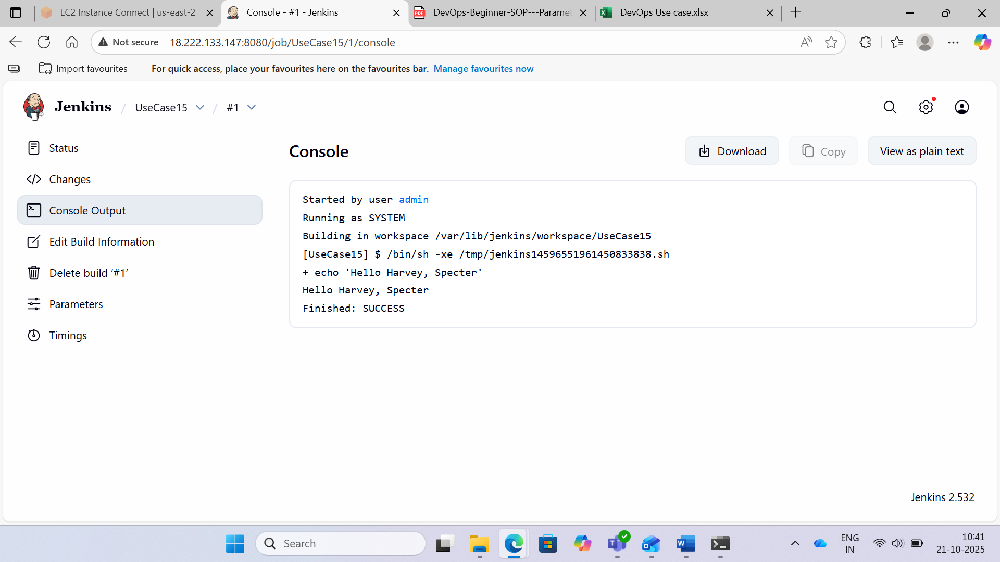 EC2 Instance Connect | us-east-2
Console - #1 - Jenkins
PDF
DevOps-Beginner-SOP---Paramet
DevOps Use case.xlsx
Not secure
18.222.133.147:8080/job/UseCase15/1/console
Import favourites
For quick access, place your favourites here on the favourites bar. Manage favourites now
Jenkins / UseCase15 / #1
Status
Changes
Console Output
Edit Build Information
Delete build ‘#1’
Parameters
Timings
Console
Download
Copy
View as plain text
Started by user admin
Running as SYSTEM
Building in workspace /var/lib/jenkins/workspace/UseCase15
[UseCase15] $ /bin/sh -xe /tmp/jenkins14596551961450833838.sh
+ echo 'Hello Harvey, Specter'
Hello Harvey, Specter
Finished: SUCCESS
Jenkins 2.532
Search
ENG
IN
10:41
21-10-2025